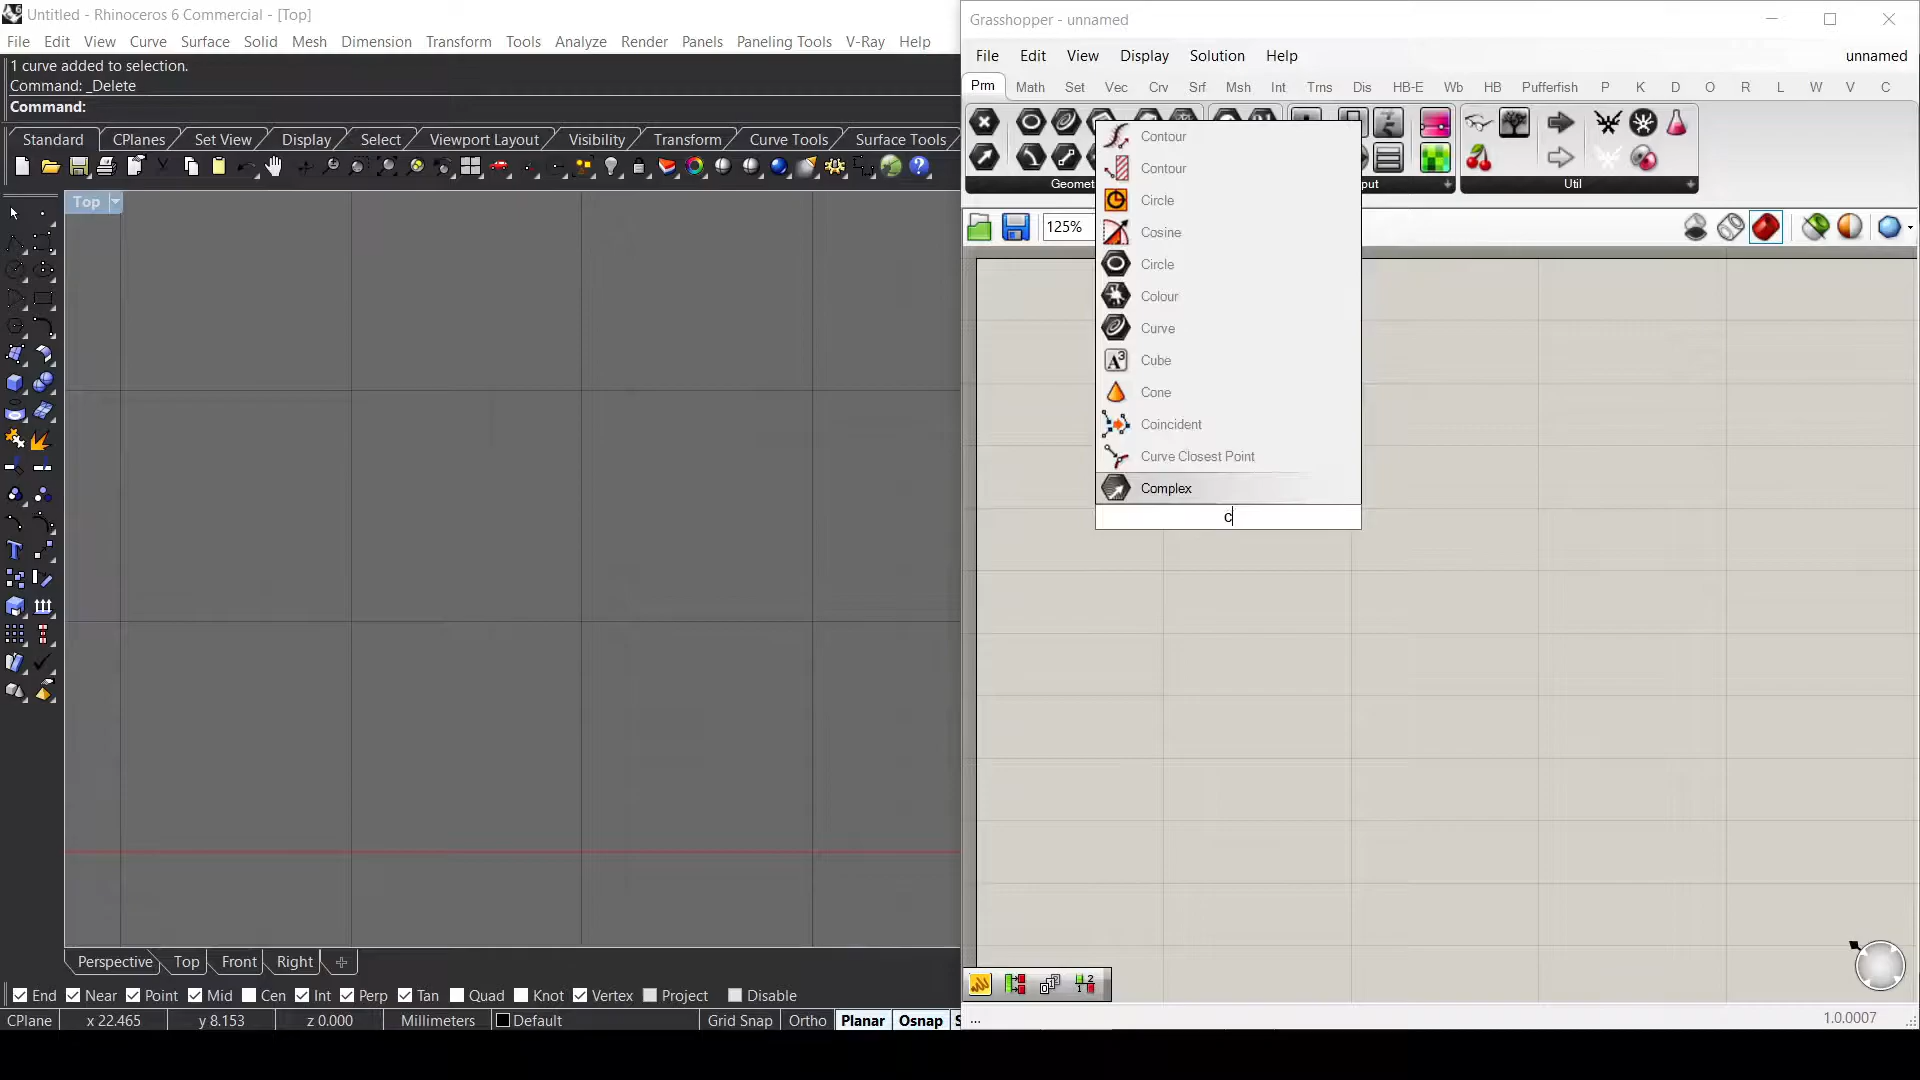 Untitled - Rhinoceros 6 Commercial - [Top]
File Edit View Curve Surface Solid Mesh Dimension Transform Tools Analyze Render Panels Paneling Tools V-Ray Help
1 curve added to selection.
Command: _Delete
Command:
Standard CPlanes Set View Display Select Viewport Layout Visibility Transform Curve Tools Surface Tools
Top
Perspective Top Front Right
End Near Point Mid Cen Int Perp Tan Quad Knot Vertex Project Disable
CPlane x 22.465 y 8.153 z 0.000 Millimeters Default Grid Snap Ortho Planar Osnap S
Grasshopper - unnamed
File Edit View Display Solution Help unnamed
Prm Math Set Vec Crv Srf Msh Int Trns Dis HB-E Wb HB Pufferfish P K D O R L W V C
Geomet
put
Util
125%
Contour
Contour
Circle
Cosine
Circle
Colour
Curve
Cube
Cone
Coincident
Curve Closest Point
Complex
c
...
1.0.0007